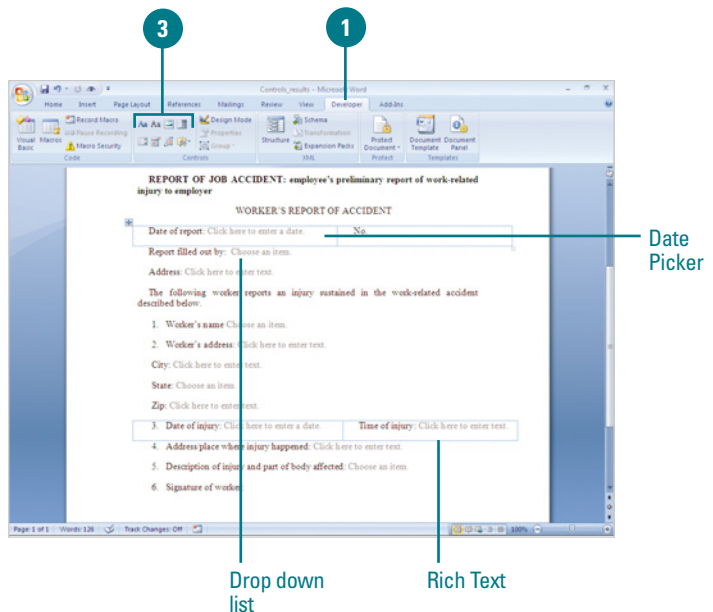 3
1
Controls_results - Microsoft Word
Home Insert Page Layout References Mailings Review View Developer Add-Ins
Visual Basic
Macros
Record Macro
Pause Recording
Macro Security
Code
Aa Aa
Design Mode
Properties
Group
Controls
Structure
Schema
Transformation
Expansion Packs
XML
Protect Document
Protect
Document Template
Document Panel
Templates
REPORT OF JOB ACCIDENT: employee's preliminary report of work-related
injury to employer
WORKER'S REPORT OF ACCIDENT
Date of report: Click here to enter a date. No.
Report filled out by: Choose an item.
Address: Click here to enter text.
The following worker reports an injury sustained in the work-related accident
described below.
1. Worker's name Choose an item.
2. Worker's address: Click here to enter text.
City: Click here to enter text.
State: Choose an item.
Zip: Click here to enter text.
3. Date of injury: Click here to enter a date. Time of injury: Click here to enter text.
4. Address/place where injury happened: Click here to enter text.
5. Description of injury and part of body affected: Choose an item.
6. Signature of worker:
Page: 1 of 1 Words: 126 Track Changes: Off 100%
Date
Picker
Drop down
list
Rich Text